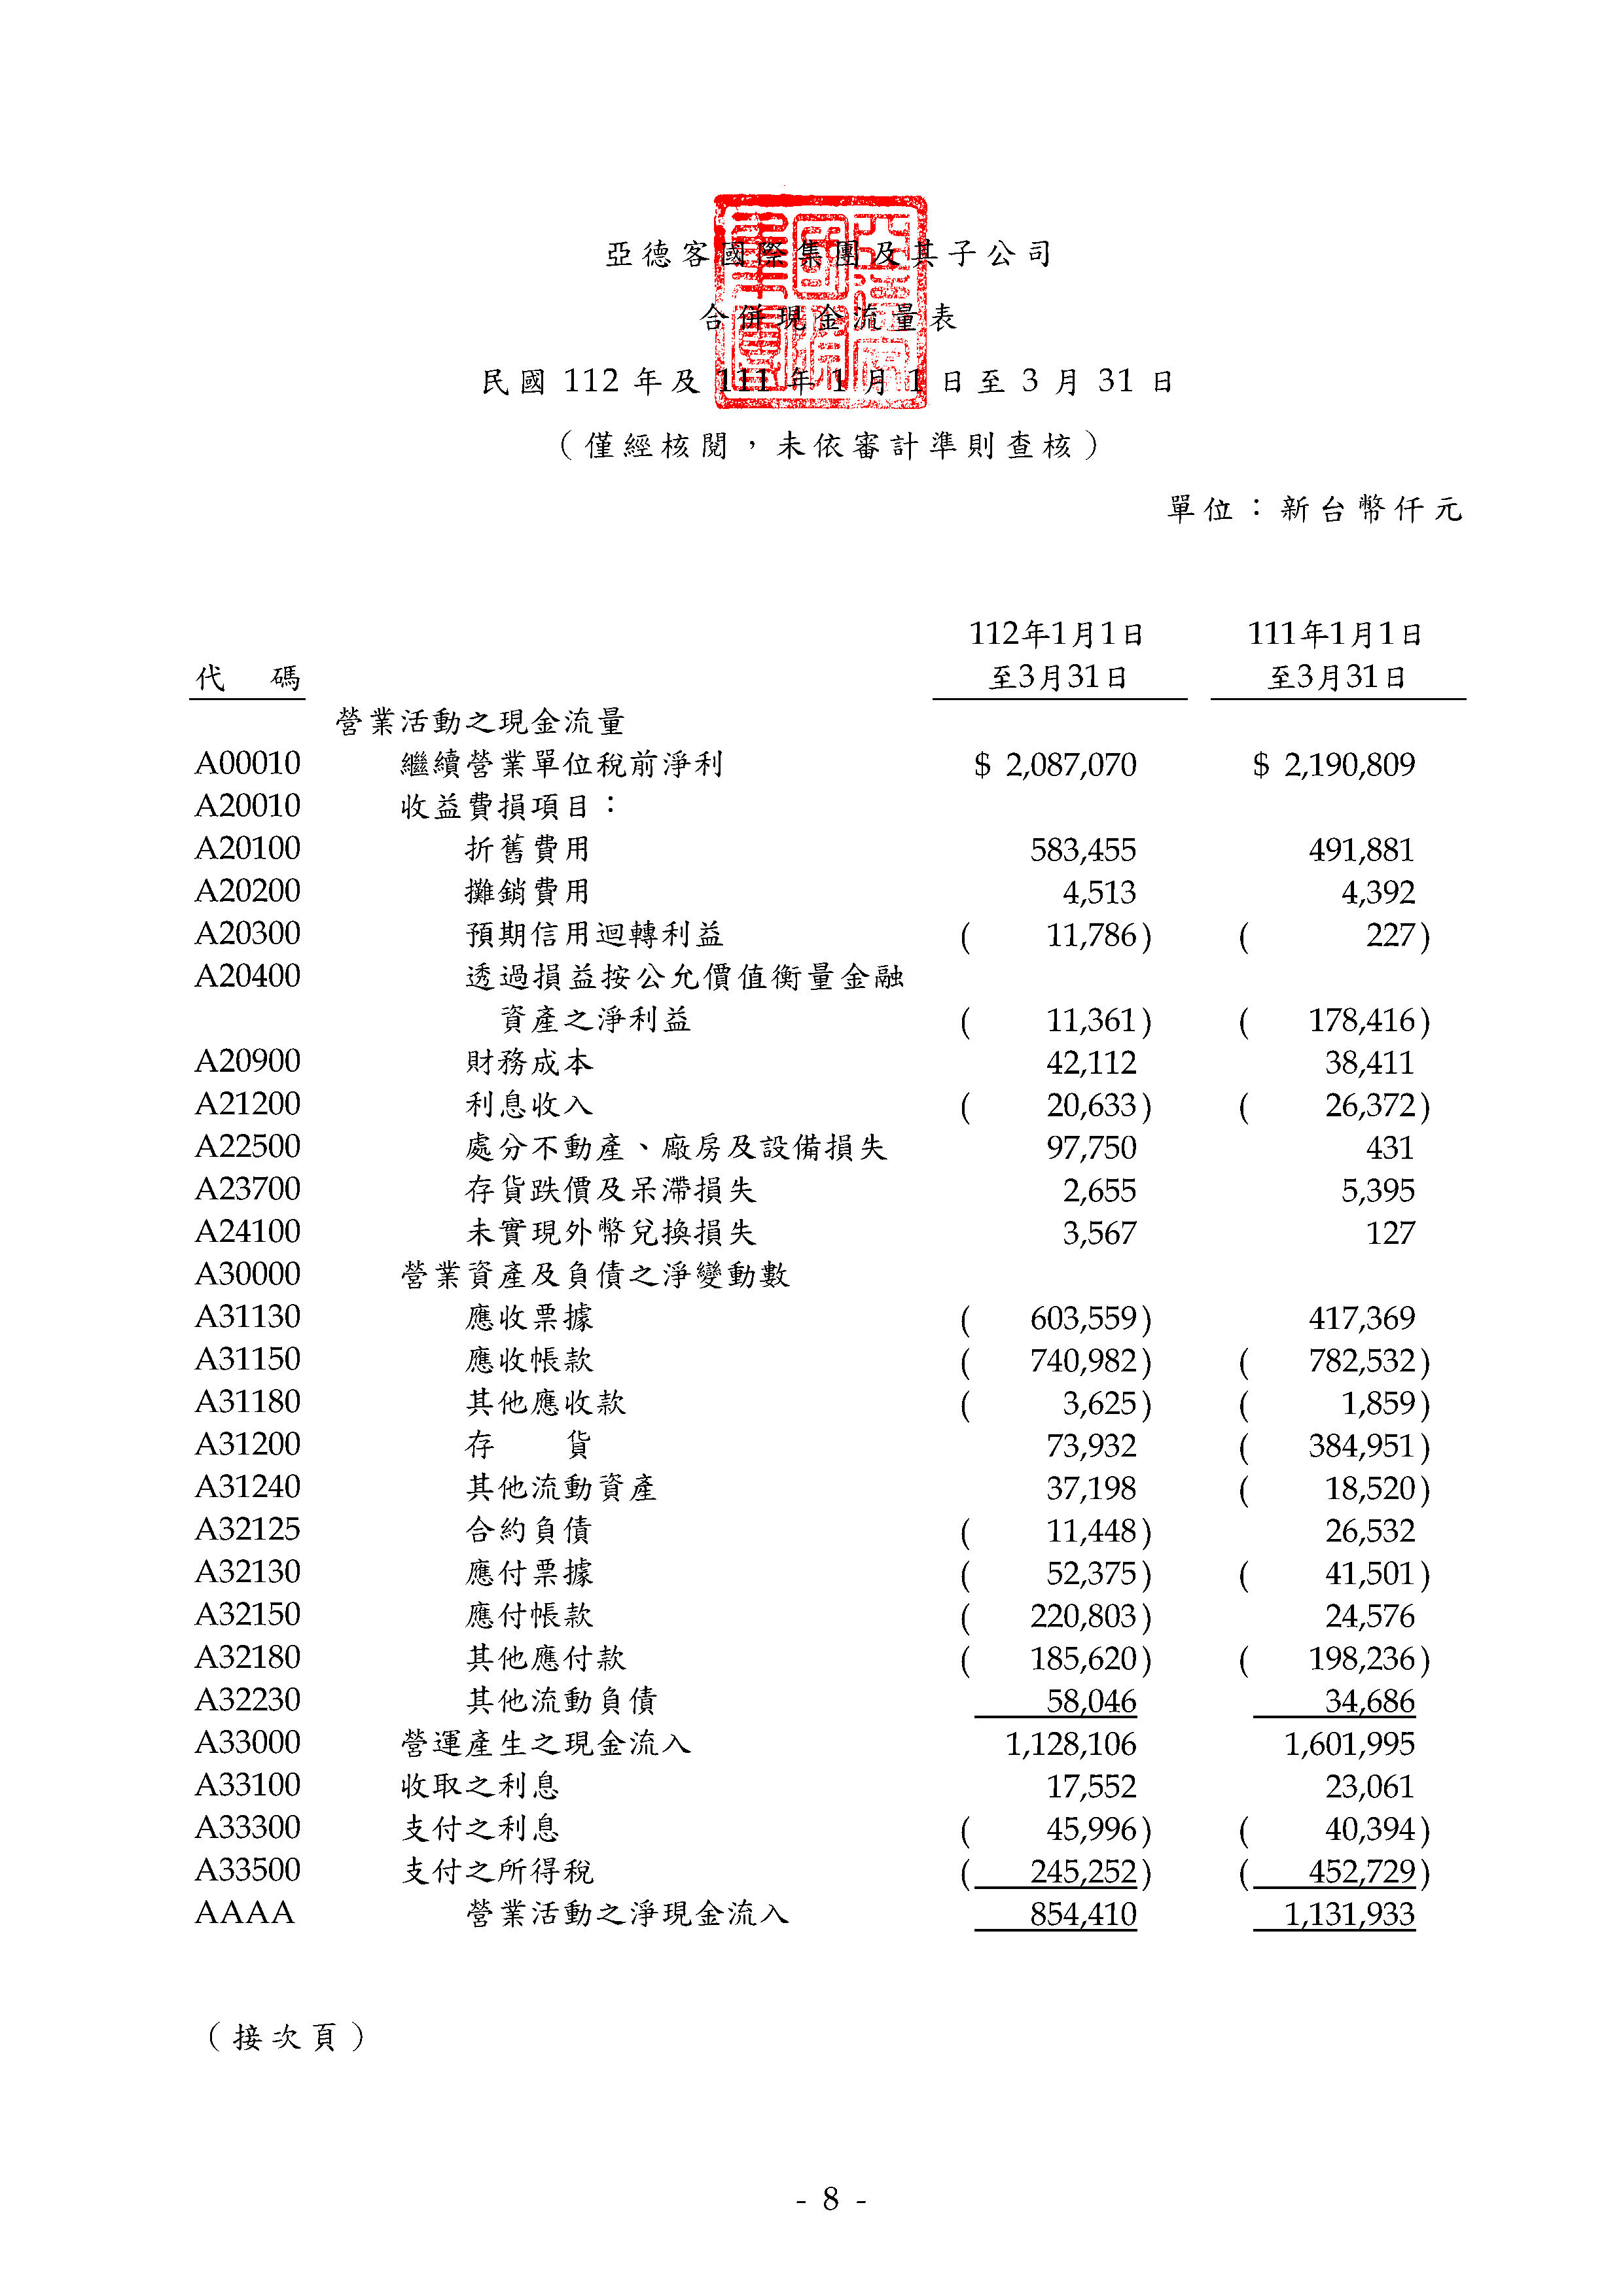 亞德客國際集團及其子公司
合併現金流量表
民國 112 年及 111 年 1 月 1 日至 3 月 31 日
（僅經核閱，未依審計準則查核）
單位：新台幣仟元
112年1月1日 111年1月1日
代 碼 至3月31日 至3月31日
營業活動之現金流量
A00010 繼續營業單位稅前淨利 $ 2,087,070 $ 2,190,809
A20010 收益費損項目：
A20100 折舊費用 583,455 491,881
A20200 攤銷費用 4,513 4,392
A20300 預期信用迴轉利益 ( 11,786) ( 227)
A20400 透過損益按公允價值衡量金融
資產之淨利益 ( 11,361) ( 178,416)
A20900 財務成本 42,112 38,411
A21200 利息收入 ( 20,633) ( 26,372)
A22500 處分不動產、廠房及設備損失 97,750 431
A23700 存貨跌價及呆滯損失 2,655 5,395
A24100 未實現外幣兌換損失 3,567 127
A30000 營業資產及負債之淨變動數
A31130 應收票據 ( 603,559) 417,369
A31150 應收帳款 ( 740,982) ( 782,532)
A31180 其他應收款 ( 3,625) ( 1,859)
A31200 存 貨 73,932 ( 384,951)
A31240 其他流動資產 37,198 ( 18,520)
A32125 合約負債 ( 11,448) 26,532
A32130 應付票據 ( 52,375) ( 41,501)
A32150 應付帳款 ( 220,803) 24,576
A32180 其他應付款 ( 185,620) ( 198,236)
A32230 其他流動負債 58,046 34,686
A33000 營運產生之現金流入 1,128,106 1,601,995
A33100 收取之利息 17,552 23,061
A33300 支付之利息 ( 45,996) ( 40,394)
A33500 支付之所得稅 ( 245,252) ( 452,729)
AAAA 營業活動之淨現金流入 854,410 1,131,933
（接次頁）
- 8 -